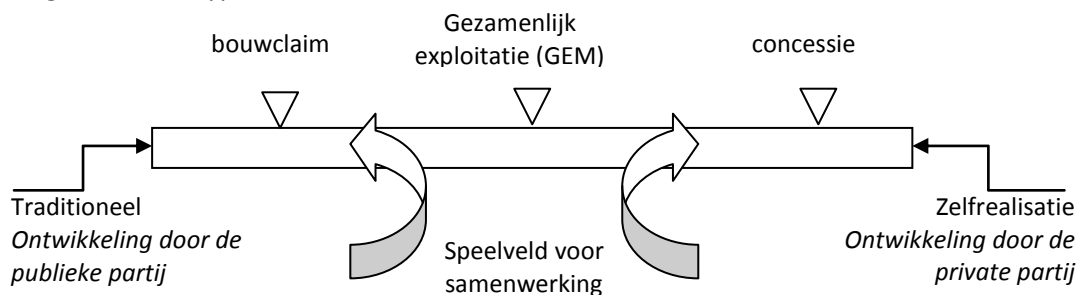 Gezamenlijk
exploitatie (GEM)
bouwclaim
concessie
Traditioneel
Ontwikkeling door de
publieke partij
Speelveld voor
samenwerking
Zelfrealisatie
Ontwikkeling door de
private partij